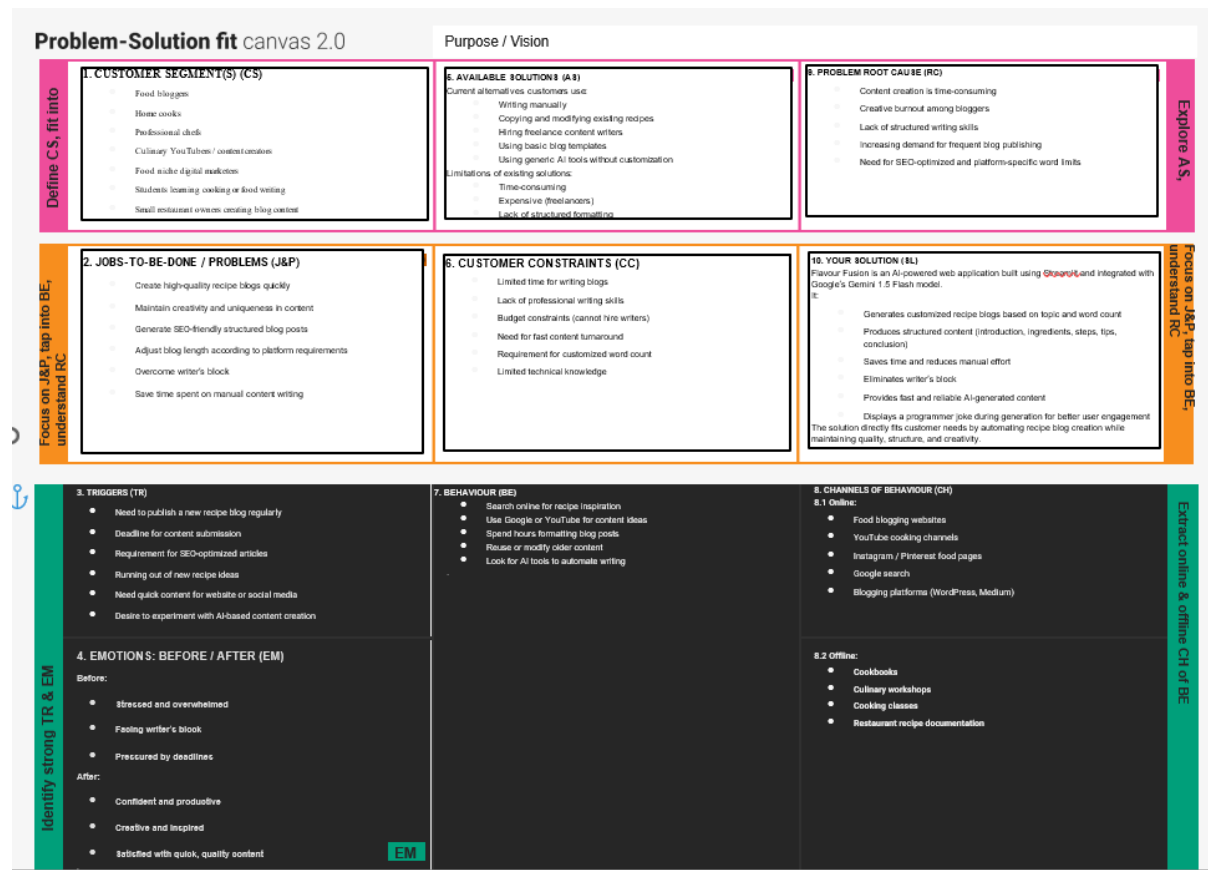 Problem-Solution fit canvas 2.0
Purpose / Vision
Define CS, fit into
1. CUSTOMER SEGMENT(S) (CS)
Food bloggers
Home cooks
Professional chefs
Culinary YouTubers / content creators
Food niche digital marketers
Students learning cooking or food writing
Small restaurant owners creating blog content
5. AVAILABLE SOLUTIONS (AS)
Current alternatives customers use:
Writing manually
Copying and modifying existing recipes
Hiring freelance content writers
Using basic blog templates
Using generic AI tools without customization
Limitations of existing solutions:
Time-consuming
Expensive (freelancers)
Lack of structured formatting
9. PROBLEM ROOT CAUSE (RC)
Content creation is time-consuming
Creative burnout among bloggers
Lack of structured writing skills
Increasing demand for frequent blog publishing
Need for SEO-optimized and platform-specific word limits
Explore AS,
Focus on J&P, tap into BE,
understand RC
2. JOBS-TO-BE-DONE / PROBLEMS (J&P)
Create high-quality recipe blogs quickly
Maintain creativity and uniqueness in content
Generate SEO-friendly structured blog posts
Adjust blog length according to platform requirements
Overcome writer's block
Save time spent on manual content writing
6. CUSTOMER CONSTRAINTS (CC)
Limited time for writing blogs
Lack of professional writing skills
Budget constraints (cannot hire writers)
Need for fast content turnaround
Requirement for customized word count
Limited technical knowledge
10. YOUR SOLUTION (SL)
Flavour Fusion is an AI-powered web application built using Streamlit and integrated with
Google's Gemini 1.5 Flash model.
It:
Generates customized recipe blogs based on topic and word count
Produces structured content (introduction, ingredients, steps, tips,
conclusion)
Saves time and reduces manual effort
Eliminates writer's block
Provides fast and reliable AI-generated content
Displays a programmer joke during generation for better user engagement
The solution directly fits customer needs by automating recipe blog creation while
maintaining quality, structure, and creativity.
Focus on J&P, tap into BE,
understand RC
Identify strong TR & EM
3. TRIGGERS (TR)
Need to publish a new recipe blog regularly
Deadline for content submission
Requirement for SEO-optimized articles
Running out of new recipe ideas
Need quick content for website or social media
Desire to experiment with AI-based content creation
4. EMOTIONS: BEFORE / AFTER (EM)
Before:
Stressed and overwhelmed
Facing writer's block
Pressured by deadlines
After:
Confident and productive
Creative and inspired
Satisfied with quick, quality content
EM
7. BEHAVIOUR (BE)
Search online for recipe inspiration
Use Google or YouTube for content ideas
Spend hours formatting blog posts
Reuse or modify older content
Look for AI tools to automate writing
8. CHANNELS OF BEHAVIOUR (CH)
8.1 Online:
Food blogging websites
YouTube cooking channels
Instagram / Pinterest food pages
Google search
Blogging platforms (WordPress, Medium)
8.2 Offline:
Cookbooks
Culinary workshops
Cooking classes
Restaurant recipe documentation
Extract online & offline CH of BE